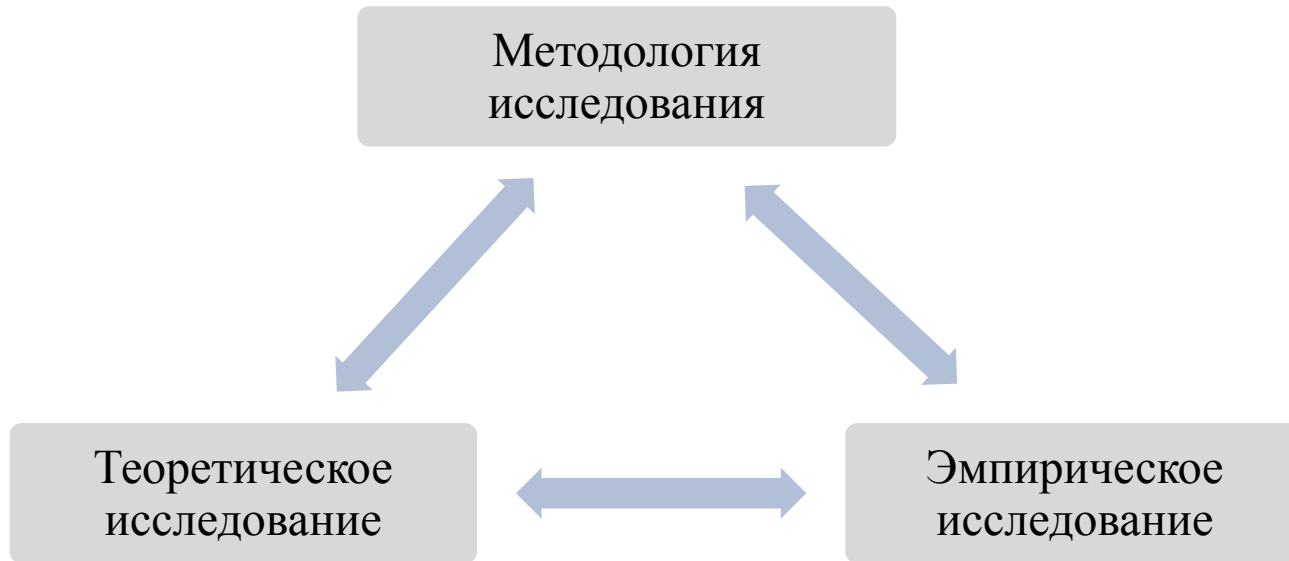 Методология
исследования
Теоретическое
исследование
Эмпирическое
исследование